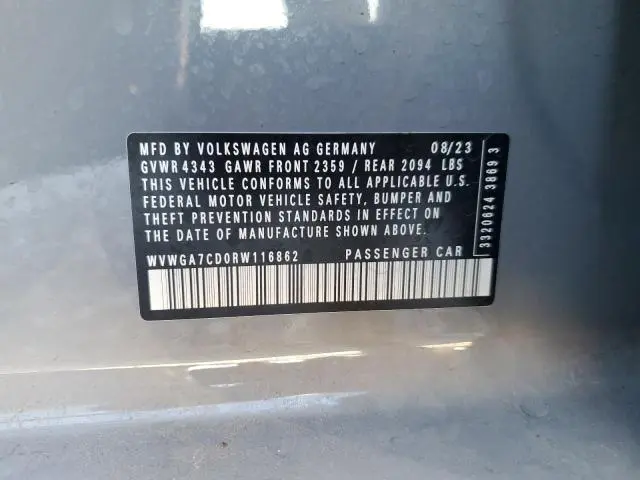 MFD BY VOLKSWAGEN AG GERMANY 08/23
GVWR 4343 GAWR FRONT 2359 / REAR 2094 LBS
THIS VEHICLE CONFORMS TO ALL APPLICABLE U.S.
FEDERAL MOTOR VEHICLE SAFETY, BUMPER AND
THEFT PREVENTION STANDARDS IN EFFECT ON
THE DATE OF MANUFACTURE SHOWN ABOVE.
WVWGA7CD0RW116862 PASSENGER CAR
3320624 3869 3